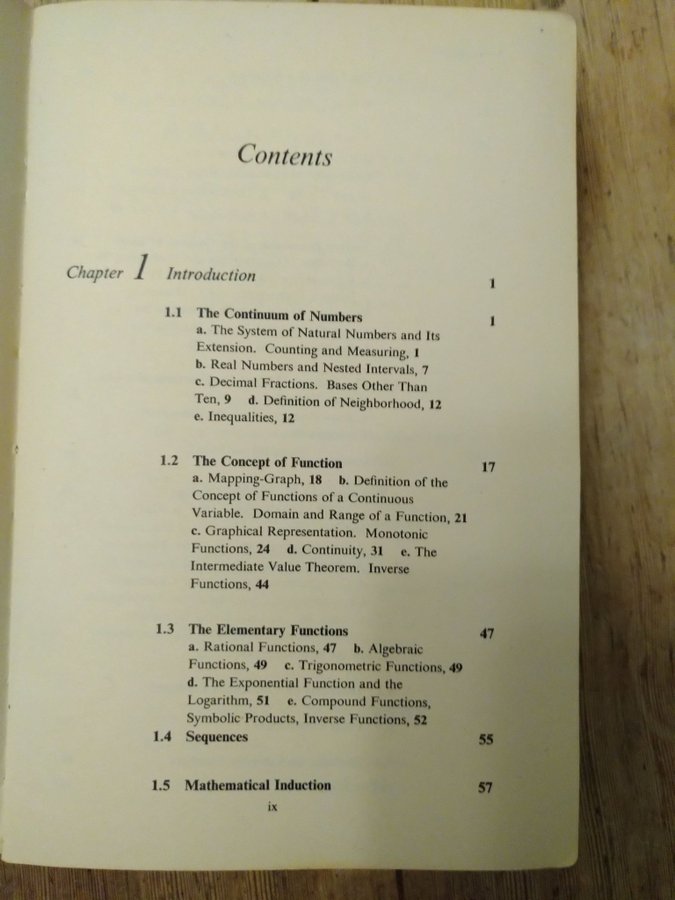 Contents
Chapter 1 Introduction 1
1.1 The Continuum of Numbers 1
a. The System of Natural Numbers and Its
Extension. Counting and Measuring, 1
b. Real Numbers and Nested Intervals, 7
c. Decimal Fractions. Bases Other Than
Ten, 9 d. Definition of Neighborhood, 12
e. Inequalities, 12
1.2 The Concept of Function 17
a. Mapping-Graph, 18 b. Definition of the
Concept of Functions of a Continuous
Variable. Domain and Range of a Function, 21
c. Graphical Representation. Monotonic
Functions, 24 d. Continuity, 31 e. The
Intermediate Value Theorem. Inverse
Functions, 44
1.3 The Elementary Functions 47
a. Rational Functions, 47 b. Algebraic
Functions, 49 c. Trigonometric Functions, 49
d. The Exponential Function and the
Logarithm, 51 e. Compound Functions,
Symbolic Products, Inverse Functions, 52
1.4 Sequences 55
1.5 Mathematical Induction 57
ix